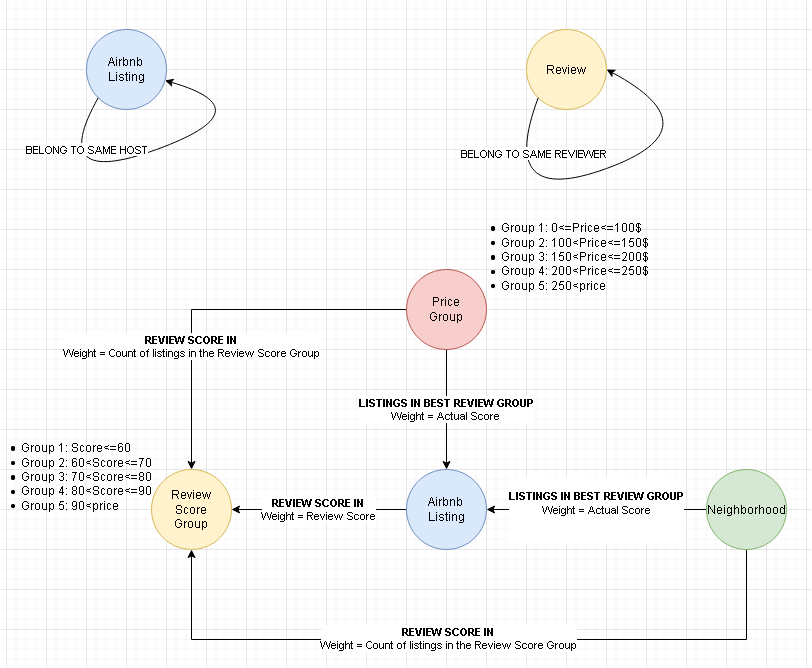 Airbnb
Listing
BELONG TO SAME HOST
Review
BELONG TO SAME REVIEWER
Group 1: 0<=Price<=100$
Group 2: 100<Price<=150$
Group 3: 150<Price<=200$
Group 4: 200<Price<=250$
Group 5: 250<price
Price
Group
REVIEW SCORE IN
Weight = Count of listings in the Review Score Group
LISTINGS IN BEST REVIEW GROUP
Weight = Actual Score
Group 1: Score<=60
Group 2: 60<Score<=70
Group 3: 70<Score<=80
Group 4: 80<Score<=90
Group 5: 90<price
Review
Score
Group
REVIEW SCORE IN
Weight = Review Score
Airbnb
Listing
LISTINGS IN BEST REVIEW GROUP
Weight = Actual Score
Neighborhood
REVIEW SCORE IN
Weight = Count of listings in the Review Score Group